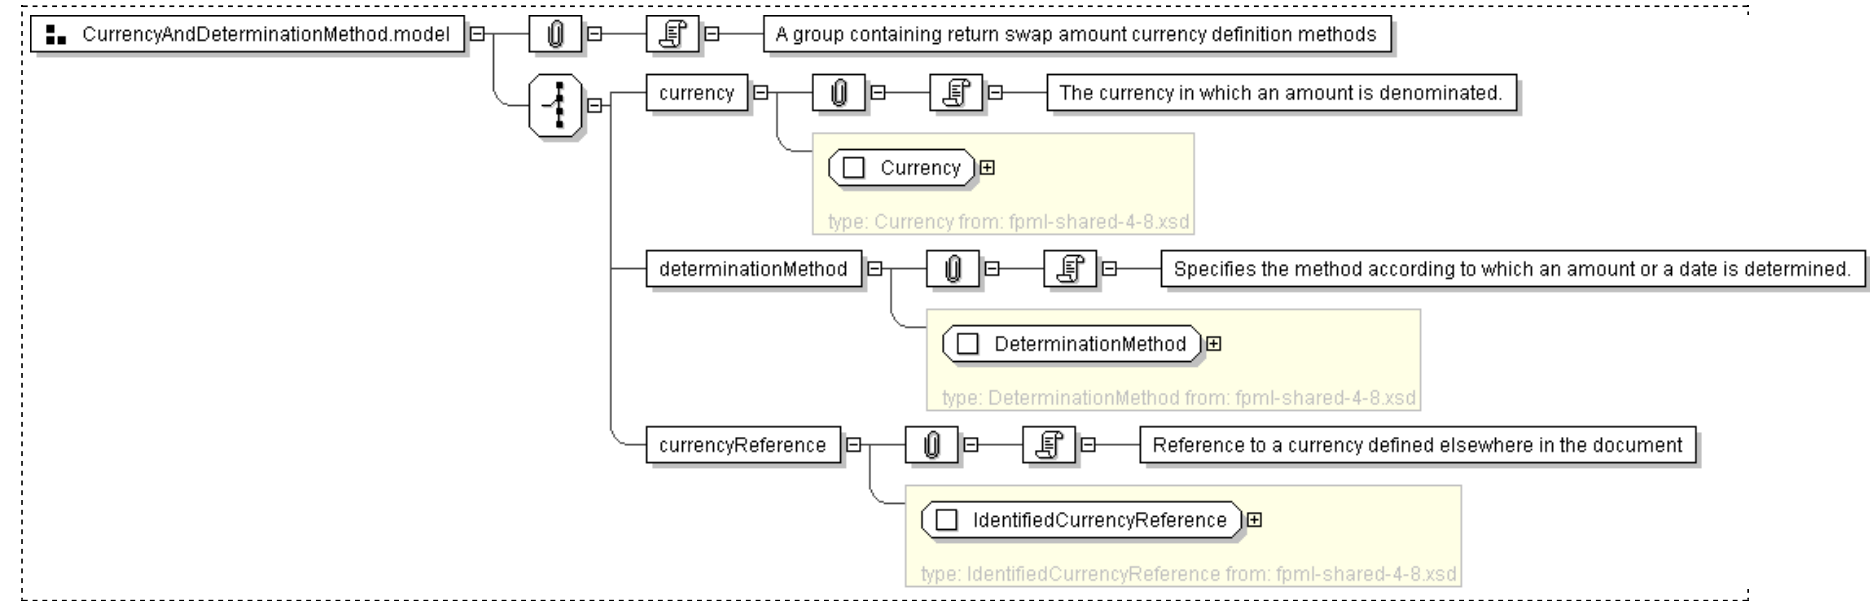 CurrencyAndDeterminationMethod.model
A group containing return swap amount currency definition methods
currency
The currency in which an amount is denominated.
Currency
type: Currency from: fpml-shared-4-8.xsd
determinationMethod
Specifies the method according to which an amount or a date is determined.
DeterminationMethod
type: DeterminationMethod from: fpml-shared-4-8.xsd
currencyReference
Reference to a currency defined elsewhere in the document
IdentifiedCurrencyReference
type: IdentifiedCurrencyReference from: fpml-shared-4-8.xsd